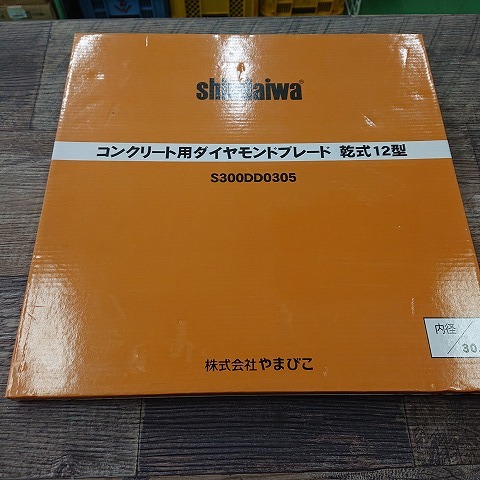 shindaiwa®
コンクリート用ダイヤモンドブレード 乾式12型
S300DD0305
内径
30.
株式会社やまびこ